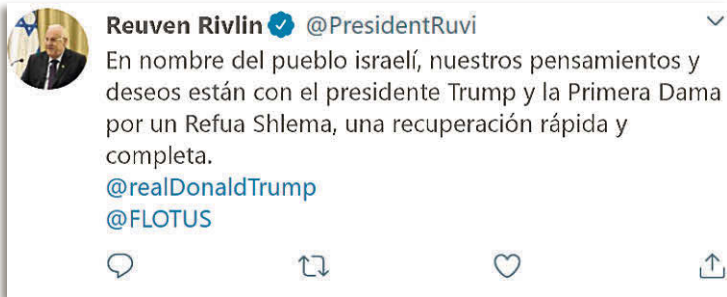 Reuven Rivlin @PresidentRuvi
En nombre del pueblo israelí, nuestros pensamientos y
deseos están con el presidente Trump y la Primera Dama
por un Refua Shlema, una recuperación rápida y
completa.
@realDonaldTrump
@FLOTUS